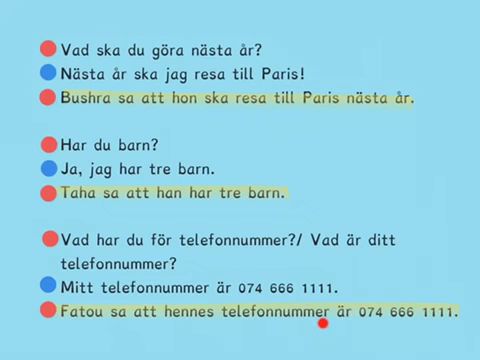 Vad ska du göra nästa år?
Nästa år ska jag resa till Paris!
Bushra sa att hon ska resa till Paris nästa år.
Har du barn?
Ja, jag har tre barn.
Taha sa att han har tre barn.
Vad har du för telefonnummer?/ Vad är ditt
telefonnummer?
Mitt telefonnummer är 074 666 1111.
Fatou sa att hennes telefonnummer är 074 666 1111.